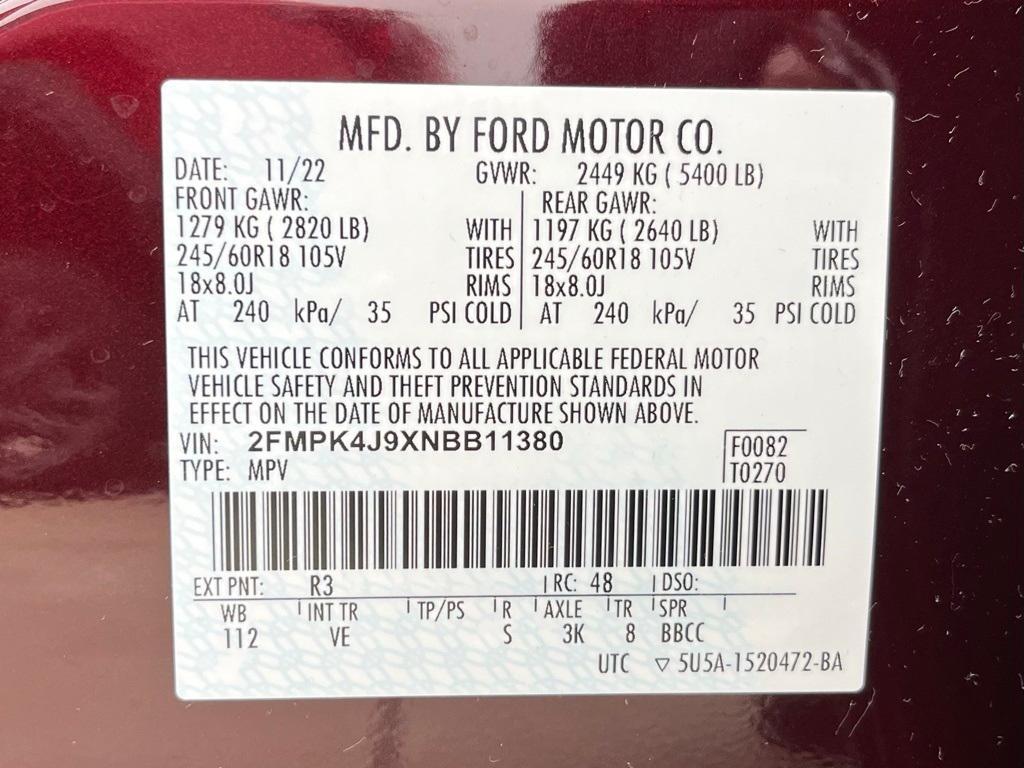 MFD. BY FORD MOTOR CO.
DATE: 11/22 GVWR: 2449 KG ( 5400 LB)
FRONT GAWR: REAR GAWR:
1279 KG ( 2820 LB) WITH 1197 KG ( 2640 LB) WITH
245/60R18 105V TIRES 245/60R18 105V TIRES
18x8.0J RIMS 18x8.0J RIMS
AT 240 kPa/ 35 PSI COLD AT 240 kPa/ 35 PSI COLD
THIS VEHICLE CONFORMS TO ALL APPLICABLE FEDERAL MOTOR
VEHICLE SAFETY AND THEFT PREVENTION STANDARDS IN
EFFECT ON THE DATE OF MANUFACTURE SHOWN ABOVE.
VIN: 2FMPK4J9XNBB11380 F0082
TYPE: MPV T0270
EXT PNT: R3 RC: 48 DSO:
WB INT TR TP/PS R AXLE TR SPR
112 VE S 3K 8 BBCC
UTC ▽ 5U5A-1520472-BA